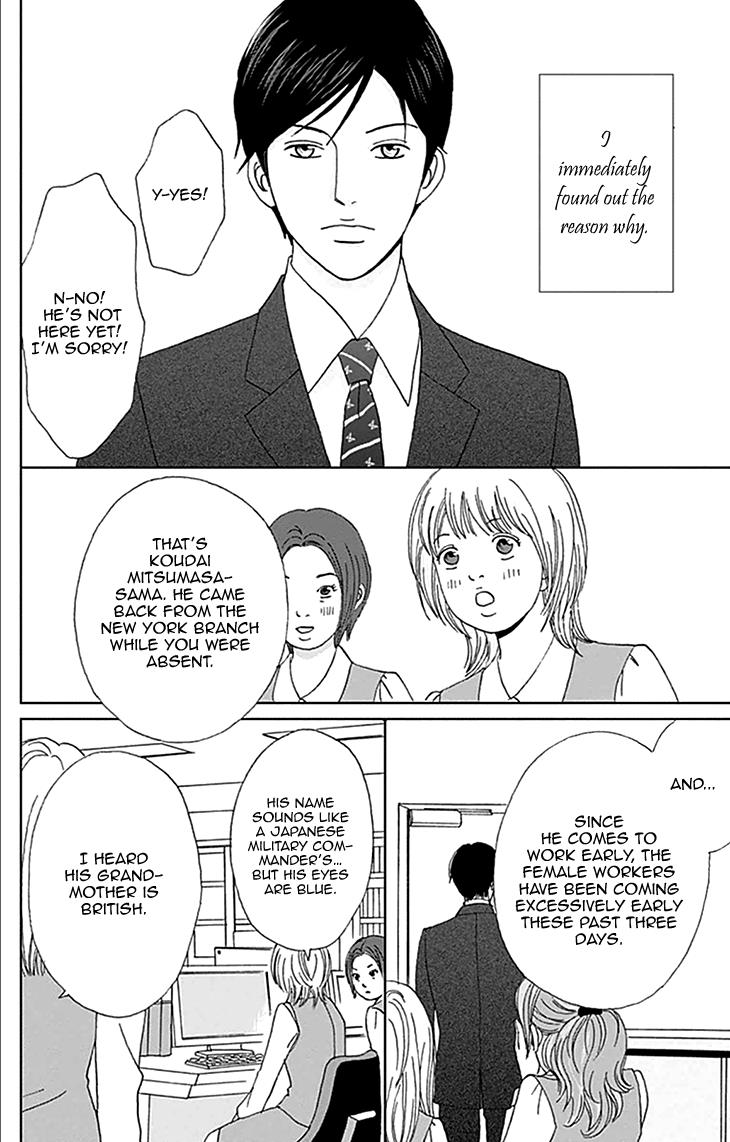 I
immediately
found out the
reason why.
Y-YES!
N-NO!
HE'S NOT
HERE YET!
I'M SORRY!
THAT'S
KOUDAI
MITSUMASA-
SAMA. HE CAME
BACK FROM THE
NEW YORK BRANCH
WHILE YOU WERE
ABSENT.
AND...
SINCE
HE COMES TO
WORK EARLY, THE
FEMALE WORKERS
HAVE BEEN COMING
EXCESSIVELY EARLY
THESE PAST THREE
DAYS.
HIS NAME
SOUNDS LIKE
A JAPANESE
MILITARY COM-
MANDER'S...
BUT HIS EYES
ARE BLUE.
I HEARD
HIS GRAND-
MOTHER IS
BRITISH.